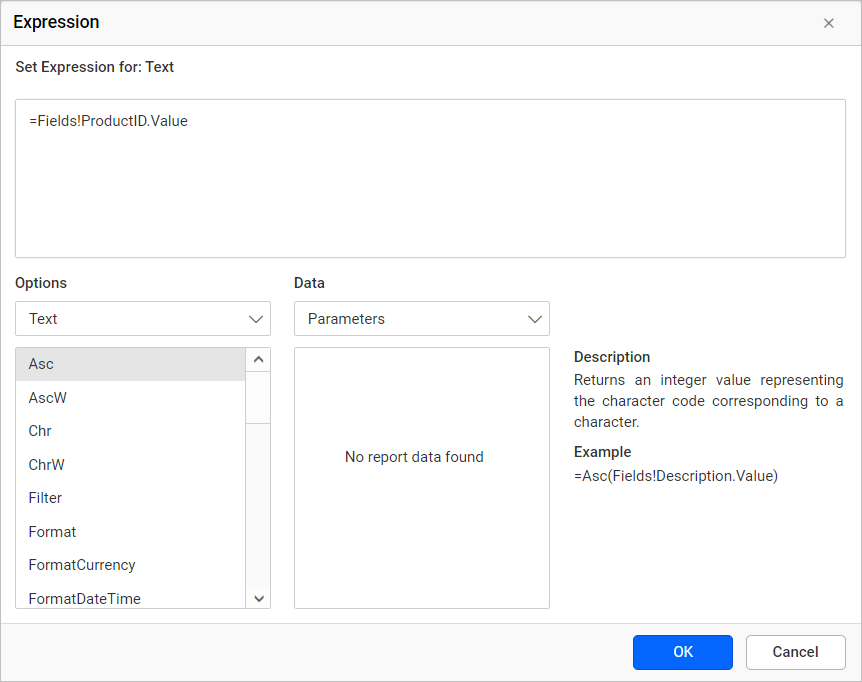 Expression
Set Expression for: Text
=Fields!ProductID.Value
Options
Data
Text
Parameters
Asc
AscW
Chr
ChrW
Filter
Format
FormatCurrency
FormatDateTime
No report data found
Description
Returns an integer value representing
the character code corresponding to a
character.
Example
=Asc(Fields!Description.Value)
OK
Cancel